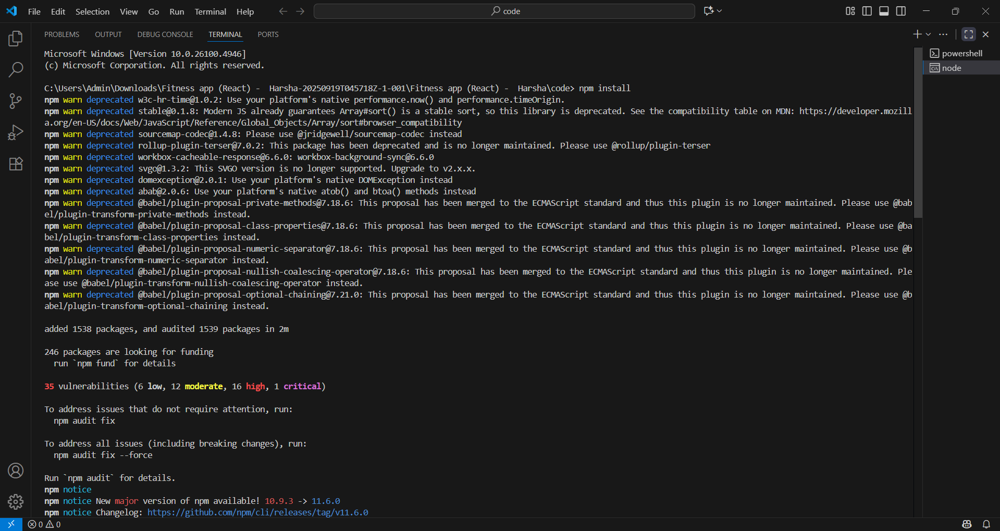 File Edit Selection View Go Run Terminal Help
code
PROBLEMS OUTPUT DEBUG CONSOLE TERMINAL PORTS
powershell
node
Microsoft Windows [Version 10.0.26100.4946]
(c) Microsoft Corporation. All rights reserved.
C:\Users\Admin\Downloads\Fitness app (React) -  Harsha-20250919T045718Z-1-001\Fitness app (React) -  Harsha\code> npm install
npm warn deprecated w3c-hr-time@1.0.2: Use your platform's native performance.now() and performance.timeOrigin.
npm warn deprecated stable@0.1.8: Modern JS already guarantees Array#sort() is a stable sort, so this library is deprecated. See the compatibility table on MDN: https://developer.mozill
a.org/en-US/docs/Web/JavaScript/Reference/Global_Objects/Array/sort#browser_compatibility
npm warn deprecated sourcemap-codec@1.4.8: Please use @jridgewell/sourcemap-codec instead
npm warn deprecated rollup-plugin-terser@7.0.2: This package has been deprecated and is no longer maintained. Please use @rollup/plugin-terser
npm warn deprecated workbox-cacheable-response@6.6.0: workbox-background-sync@6.6.0
npm warn deprecated svgo@1.3.2: This SVGO version is no longer supported. Upgrade to v2.x.x.
npm warn deprecated domexception@2.0.1: Use your platform's native DOMException instead
npm warn deprecated abab@2.0.6: Use your platform's native atob() and btoa() methods instead
npm warn deprecated @babel/plugin-proposal-private-methods@7.18.6: This proposal has been merged to the ECMAScript standard and thus this plugin is no longer maintained. Please use @bab
el/plugin-transform-private-methods instead.
npm warn deprecated @babel/plugin-proposal-class-properties@7.18.6: This proposal has been merged to the ECMAScript standard and thus this plugin is no longer maintained. Please use @ba
bel/plugin-transform-class-properties instead.
npm warn deprecated @babel/plugin-proposal-numeric-separator@7.18.6: This proposal has been merged to the ECMAScript standard and thus this plugin is no longer maintained. Please use @b
abel/plugin-transform-numeric-separator instead.
npm warn deprecated @babel/plugin-proposal-nullish-coalescing-operator@7.18.6: This proposal has been merged to the ECMAScript standard and thus this plugin is no longer maintained. Ple
ase use @babel/plugin-transform-nullish-coalescing-operator instead.
npm warn deprecated @babel/plugin-proposal-optional-chaining@7.21.0: This proposal has been merged to the ECMAScript standard and thus this plugin is no longer maintained. Please use @b
abel/plugin-transform-optional-chaining instead.
added 1538 packages, and audited 1539 packages in 2m
246 packages are looking for funding
  run `npm fund` for details
35 vulnerabilities (6 low, 12 moderate, 16 high, 1 critical)
To address issues that do not require attention, run:
  npm audit fix
To address all issues (including breaking changes), run:
  npm audit fix --force
Run `npm audit` for details.
npm notice
npm notice New major version of npm available! 10.9.3 -> 11.6.0
npm notice Changelog: https://github.com/npm/cli/releases/tag/v11.6.0
0 0